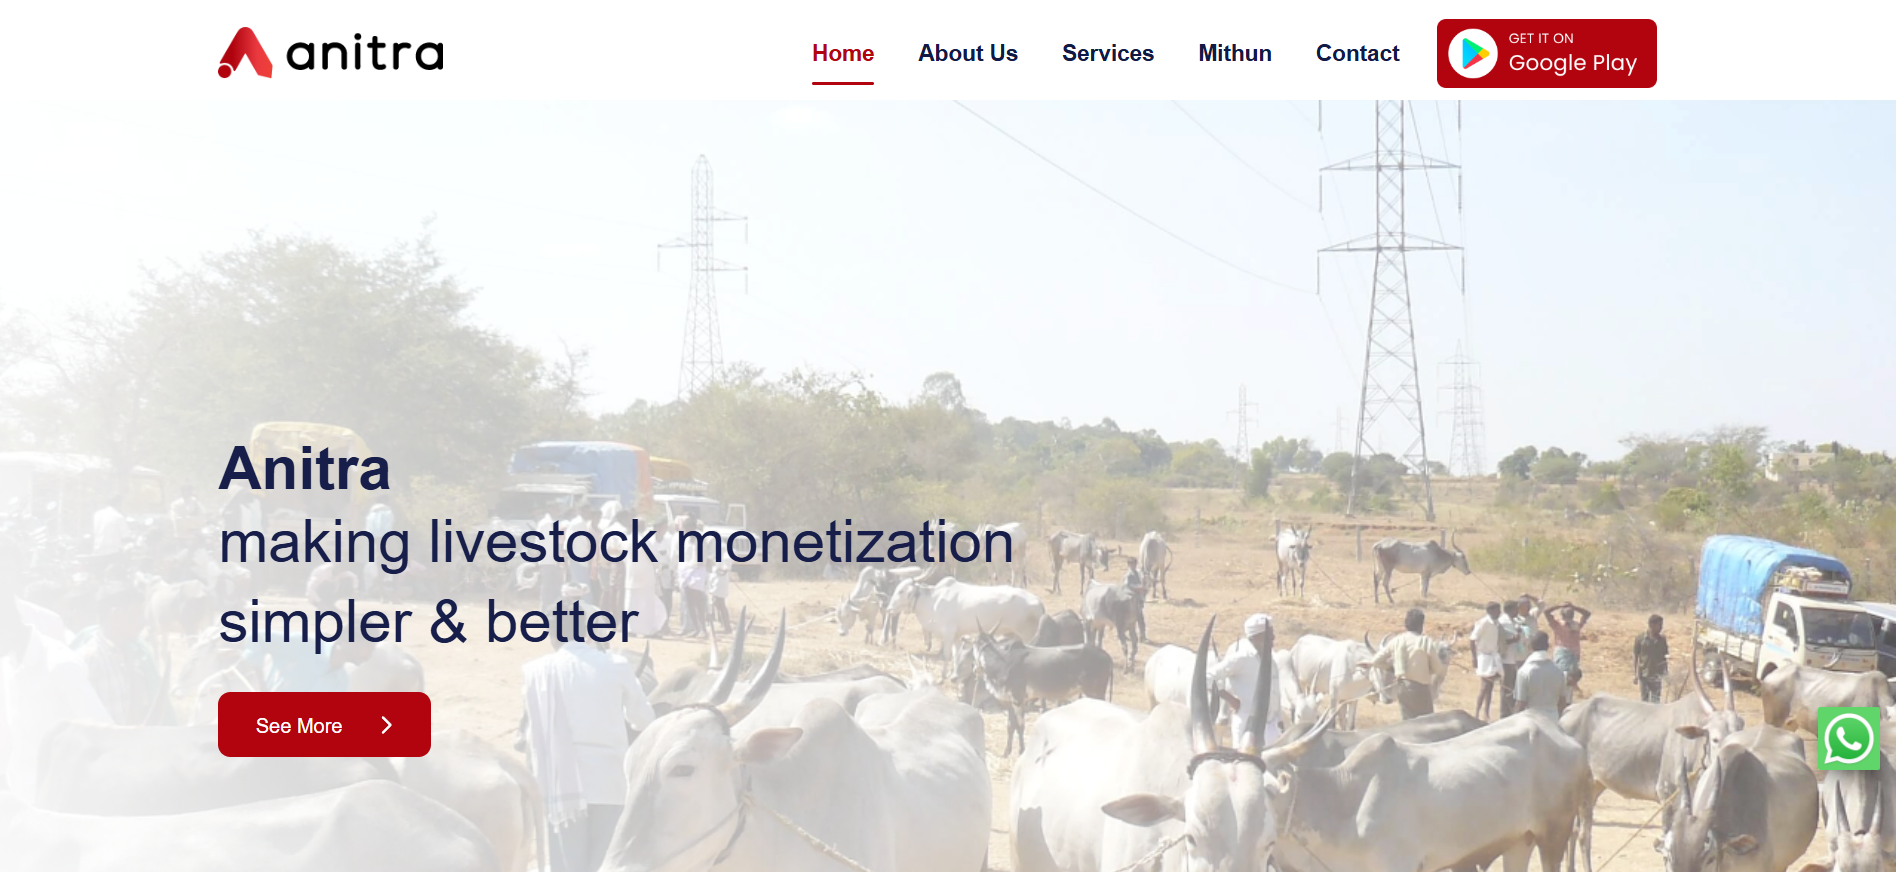 anitra
Home
About Us
Services
Mithun
Contact
GET IT ON
Google Play
Anitra
making livestock monetization
simpler & better
See More